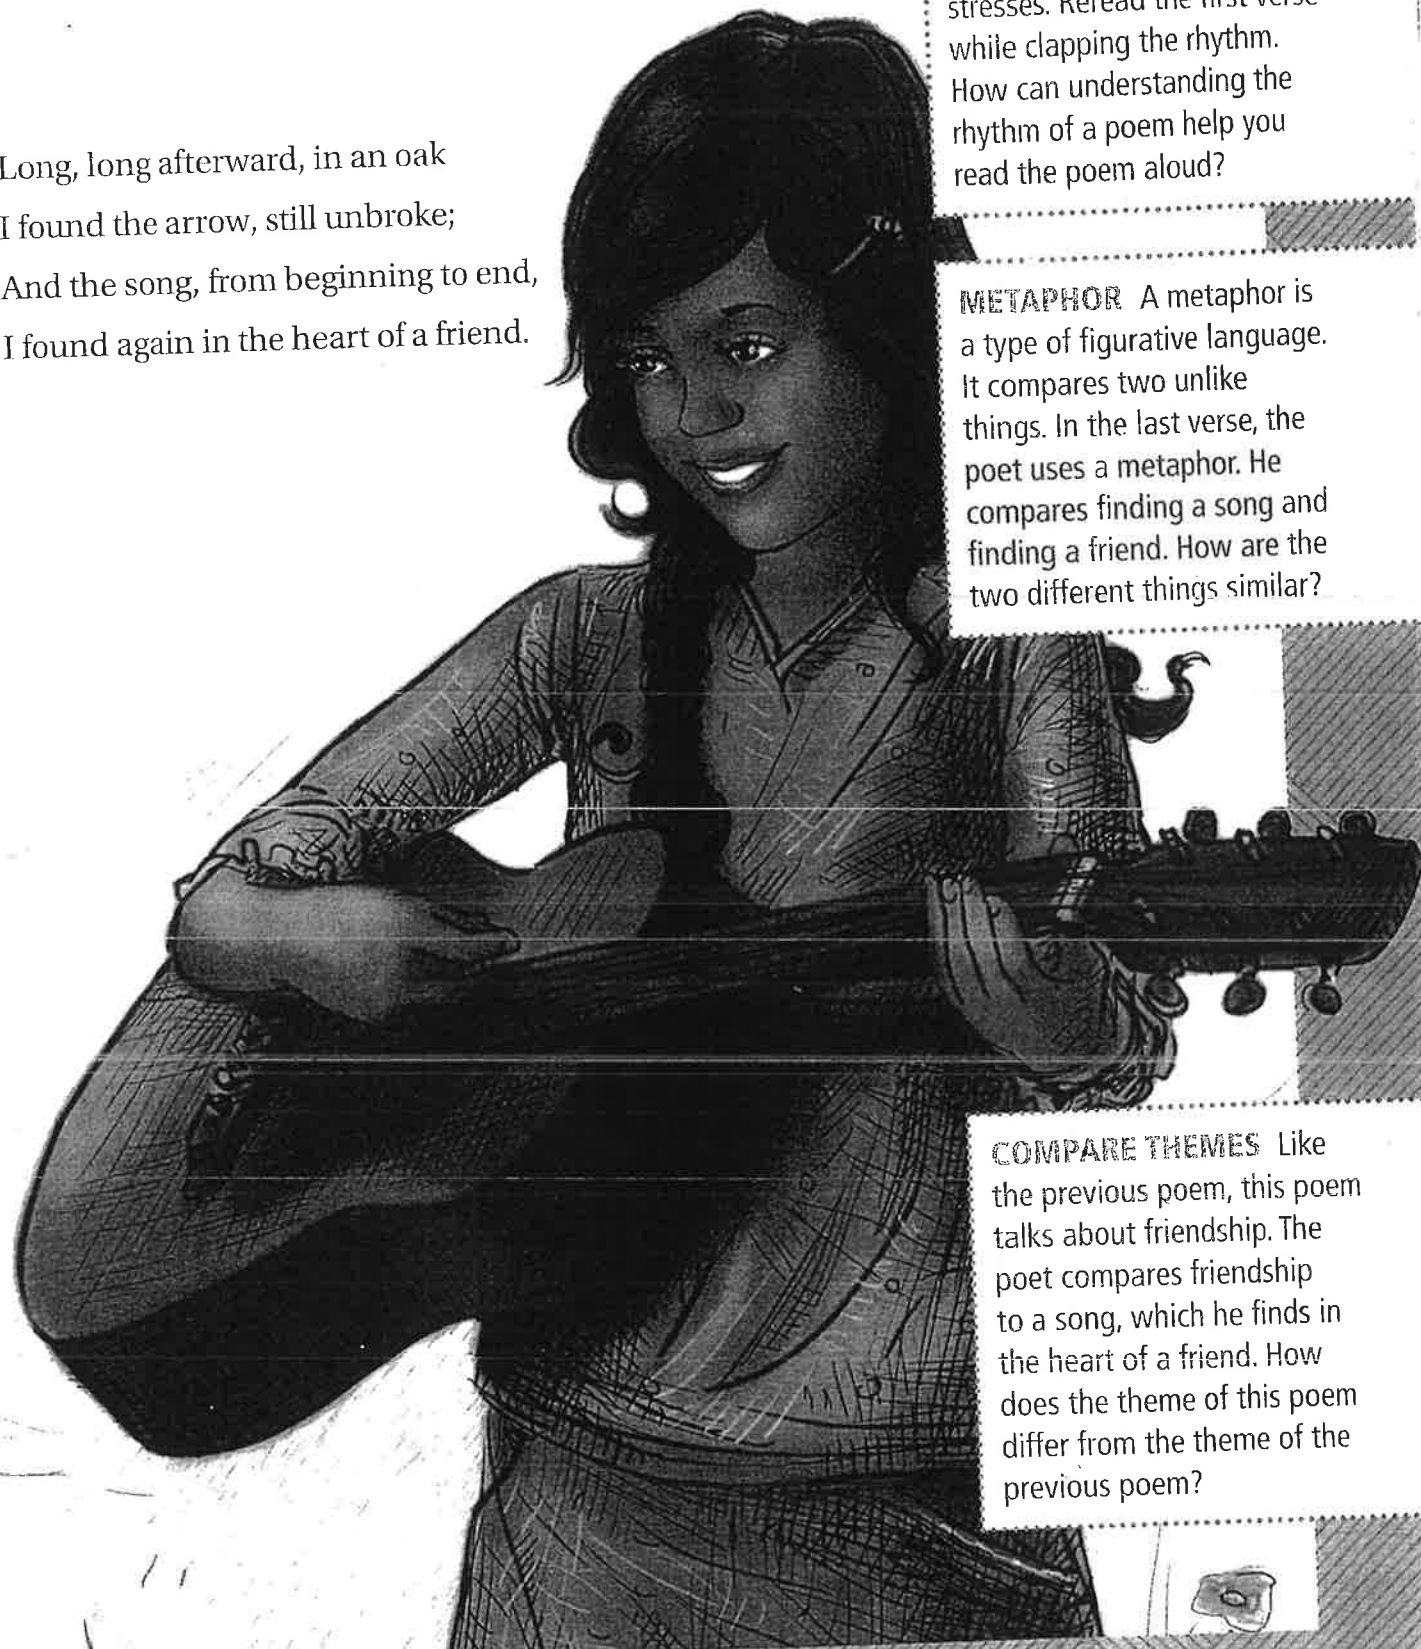 Long, long afterward, in an oak
I found the arrow, still unbroke;
And the song, from beginning to end,
I found again in the heart of a friend.
stresses. Reread the first verse
while clapping the rhythm.
How can understanding the
rhythm of a poem help you
read the poem aloud?
METAPHOR A metaphor is
a type of figurative language.
It compares two unlike
things. In the last verse, the
poet uses a metaphor. He
compares finding a song and
finding a friend. How are the
two different things similar?
COMPARE THEMES Like
the previous poem, this poem
talks about friendship. The
poet compares friendship
to a song, which he finds in
the heart of a friend. How
does the theme of this poem
differ from the theme of the
previous poem?